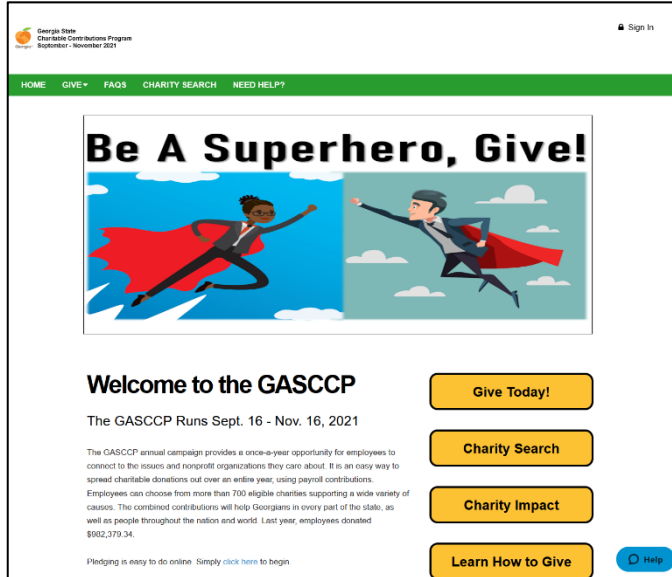 Georgia State
Charitable Contributions Program
September - November 2021
Georgia
Sign In
HOME GIVE FAQS CHARITY SEARCH NEED HELP?
Be A Superhero, Give!
Welcome to the GASCCP
The GASCCP Runs Sept. 16 - Nov. 16, 2021
The GASCCP annual campaign provides a once-a-year opportunity for employees to
connect to the issues and nonprofit organizations they care about. It is an easy way to
spread charitable donations out over an entire year, using payroll contributions.
Employees can choose from more than 700 eligible charities supporting a wide variety of
causes. The combined contributions will help Georgians in every part of the state, as
well as people throughout the nation and world. Last year, employees donated
$982,379.34.
Pledging is easy to do online. Simply click here to begin
Give Today!
Charity Search
Charity Impact
Learn How to Give
Help